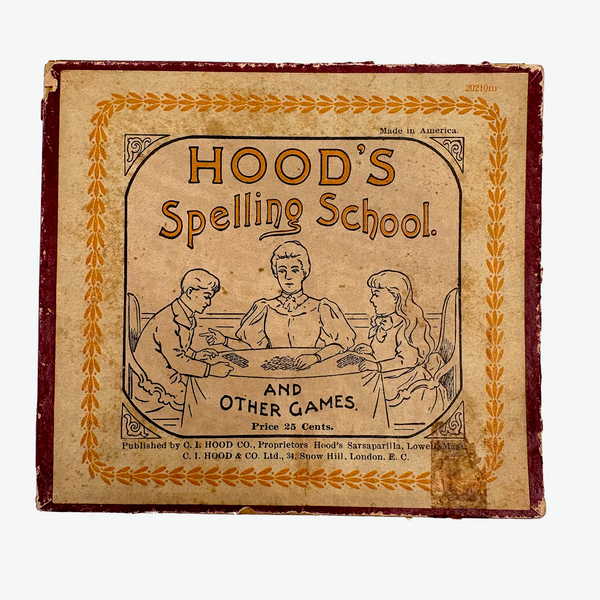 20210m
Made in America.
HOOD'S
Spelling School.
AND
OTHER GAMES.
Price 25 Cents.
Published by C. I. HOOD CO., Proprietors Hood's Sarsaparilla, Lowell, Mass.
C. I. HOOD & CO. Ltd., 34, Snow Hill, London. E. C.